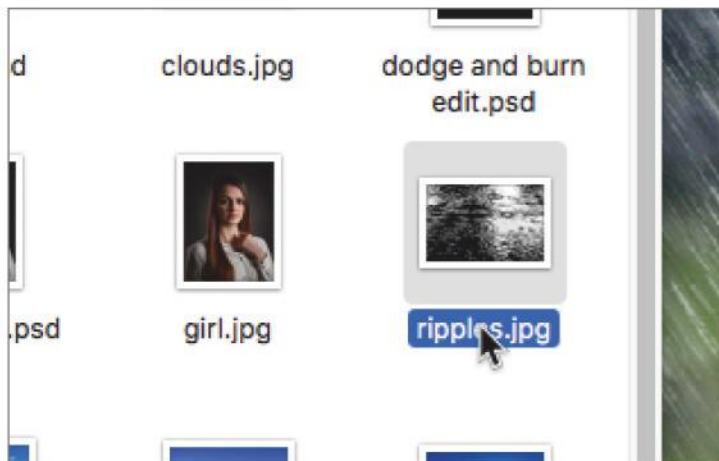 d
clouds.jpg
dodge and burn
edit.psd
.psd
girl.jpg
ripples.jpg